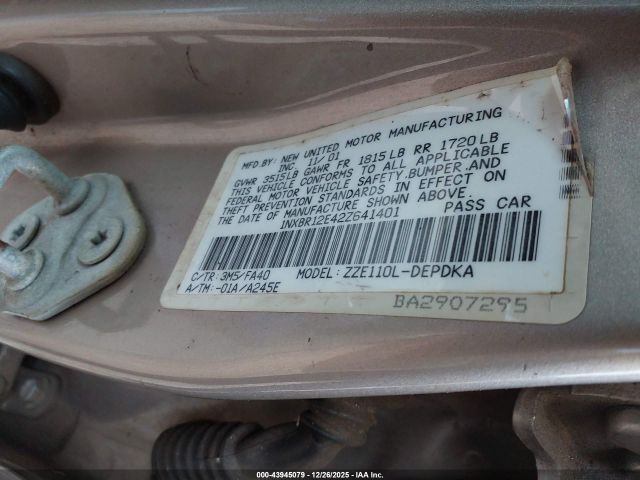 MFD.BY: NEW UNITED MOTOR MANUFACTURING
INC. 11/01
GVWR 3515LB GAWR FR 1815LB RR 1720LB
THIS VEHICLE CONFORMS TO ALL APPLICABLE
FEDERAL MOTOR VEHICLE SAFETY.BUMPER.AND
THEFT PREVENTION STANDARDS IN EFFECT ON
THE DATE OF MANUFACTURE SHOWN ABOVE.
1NXBR12E42Z641401 PASS CAR
C/TR: 3M5/FA40 MODEL: ZZE110L-DEPDKA
A/TM:-01A/A245E
BA2907295
000-43945079 — 12/26/2025 — IAA Inc.